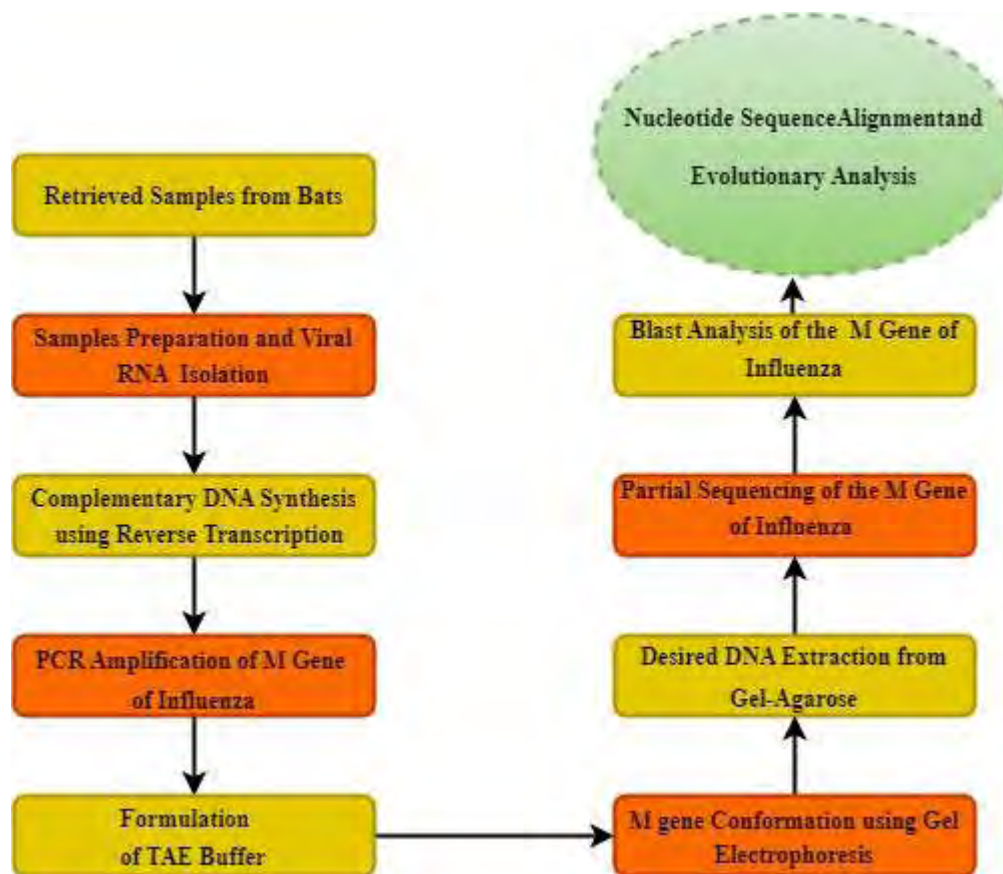 Retrieved Samples from Bats
Samples Preparation and Viral
RNA Isolation
Complementary DNA Synthesis
using Reverse Transcription
PCR Amplification of M Gene
of Influenza
Formulation
of TAE Buffer
M gene Conformation using Gel
Electrophoresis
Desired DNA Extraction from
Gel-Agarose
Partial Sequencing of the M Gene
of Influenza
Blast Analysis of the M Gene of
Influenza
Nucleotide SequenceAlignmentand
Evolutionary Analysis